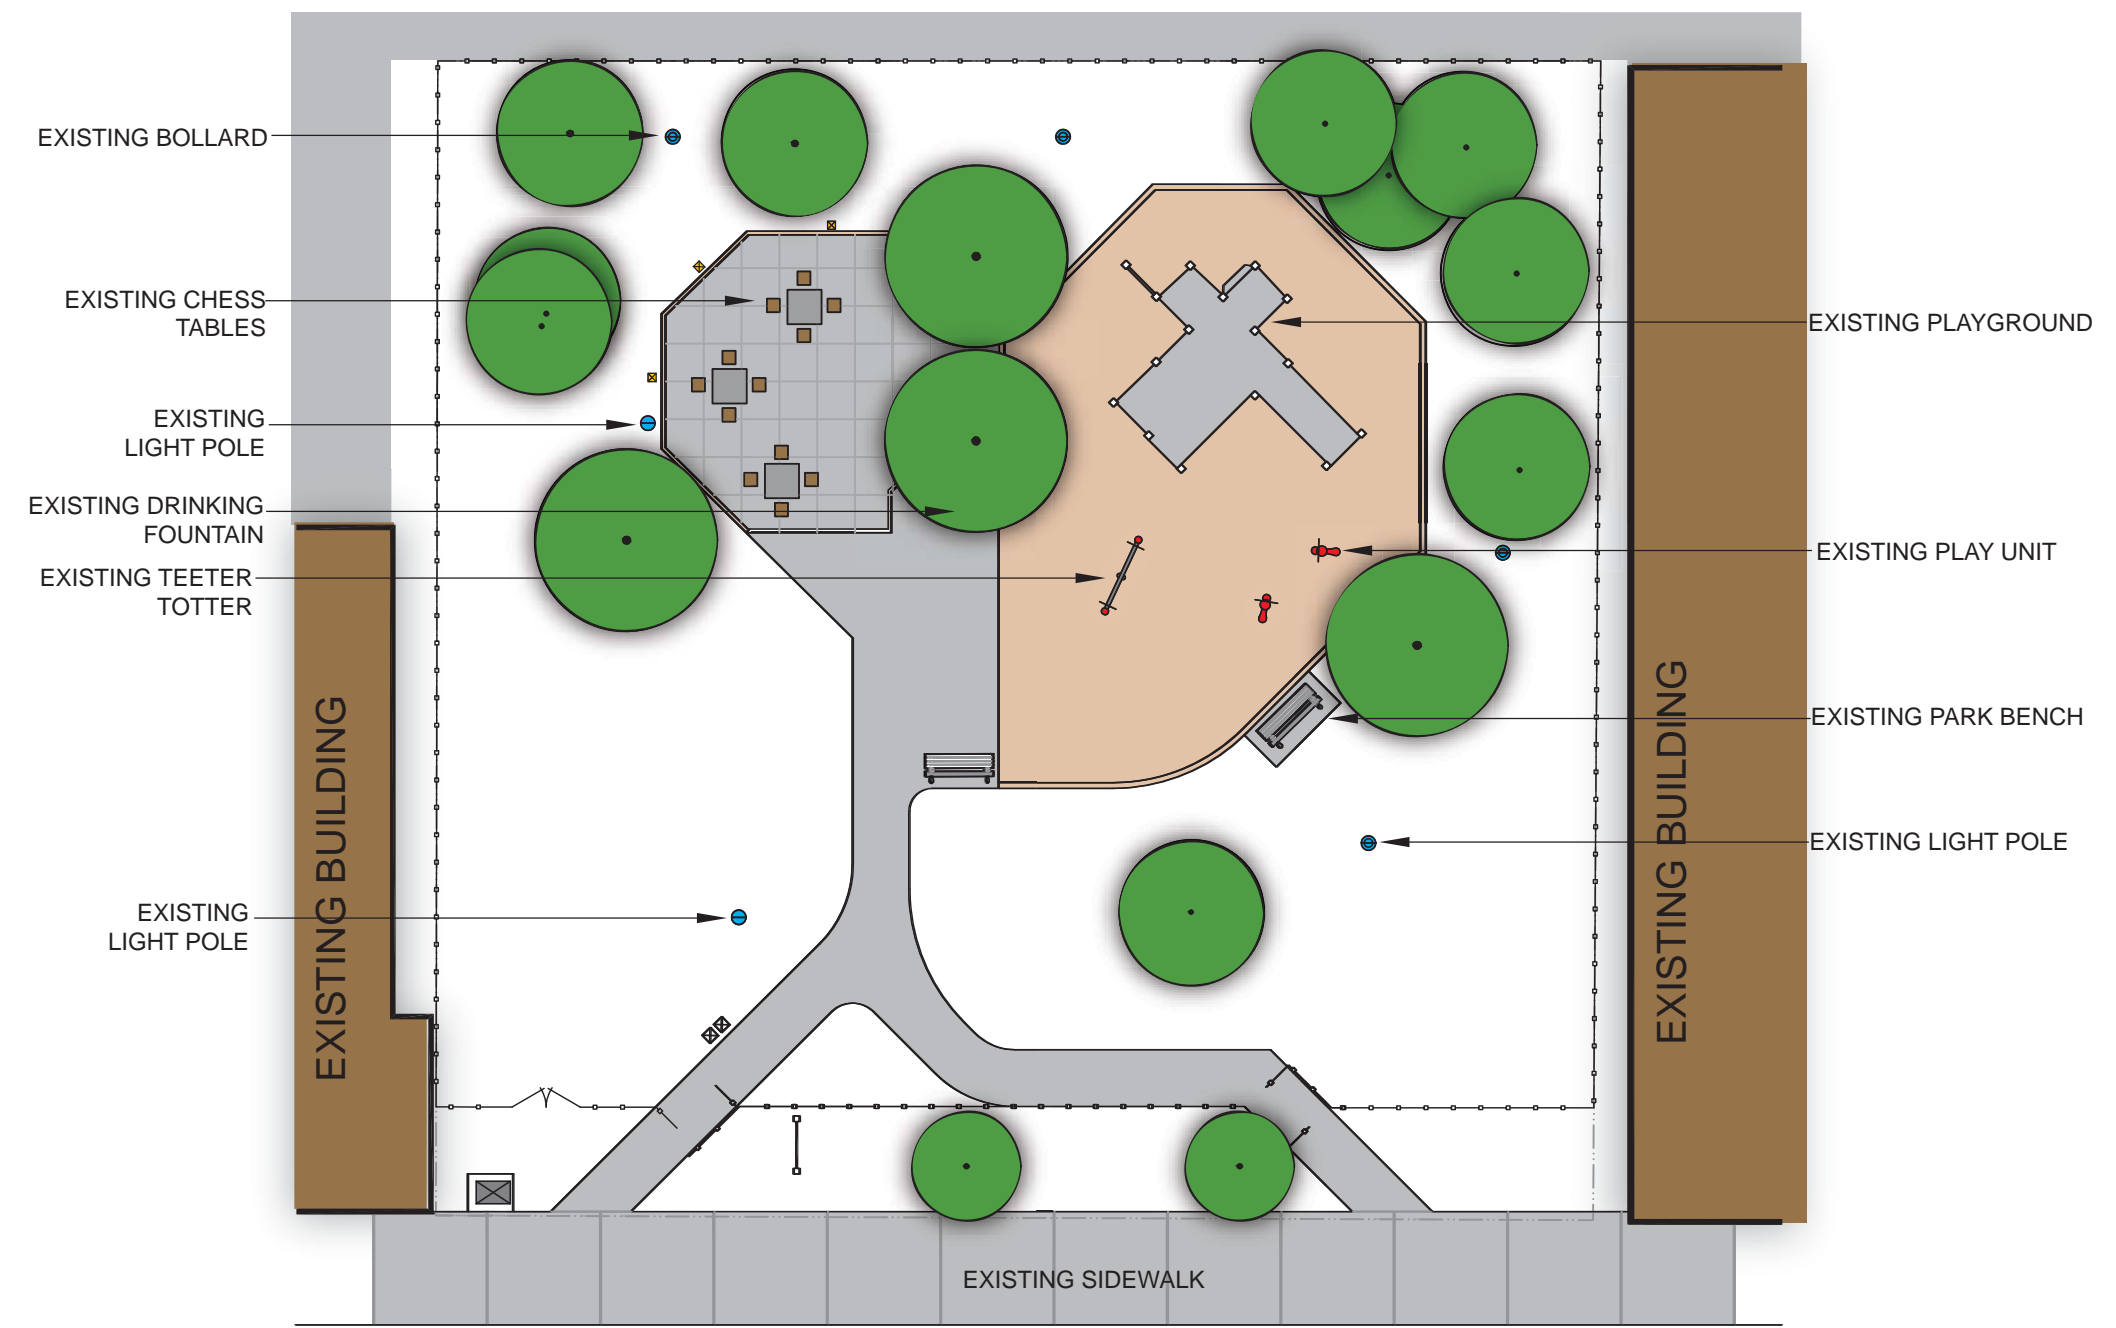 EXISTING BOLLARD
EXISTING CHESS
TABLES
EXISTING
LIGHT POLE
EXISTING DRINKING
FOUNTAIN
EXISTING TEETER
TOTTER
EXISTING BUILDING
EXISTING
LIGHT POLE
EXISTING PLAYGROUND
EXISTING PLAY UNIT
EXISTING PARK BENCH
EXISTING BUILDING
EXISTING LIGHT POLE
EXISTING SIDEWALK